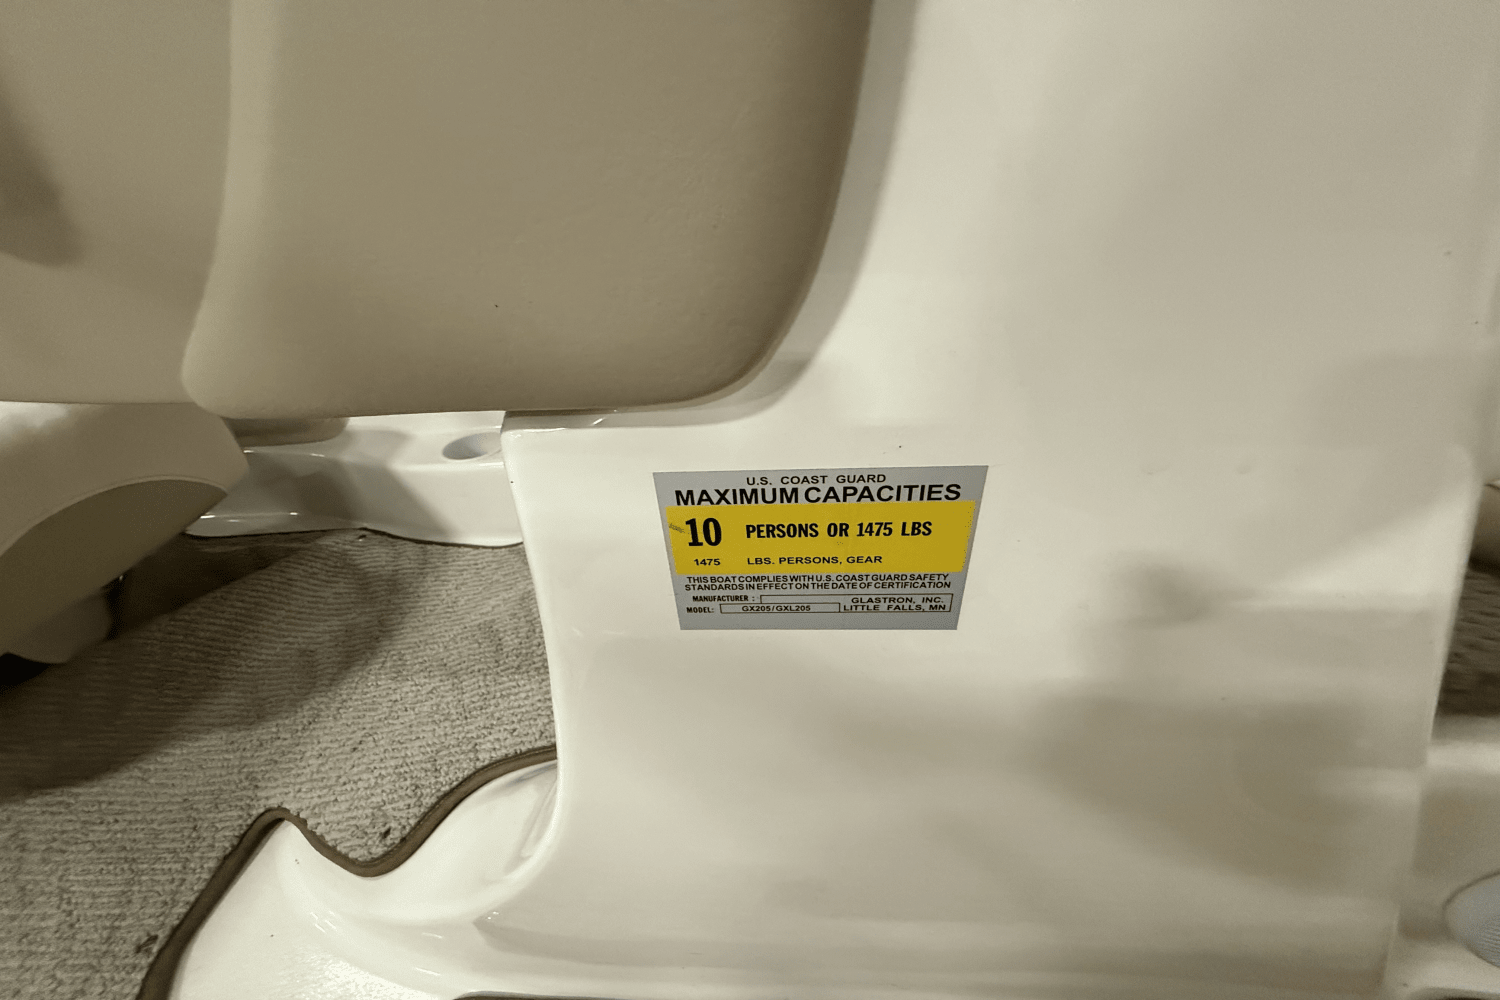 U.S. COAST GUARD
MAXIMUM CAPACITIES
10 PERSONS OR 1475 LBS
1475 LBS. PERSONS, GEAR
THIS BOAT COMPLIES WITH U.S. COAST GUARD SAFETY
STANDARDS IN EFFECT ON THE DATE OF CERTIFICATION
MANUFACTURER : GLASTRON, INC.
MODEL: GX205/GXL205 LITTLE FALLS, MN